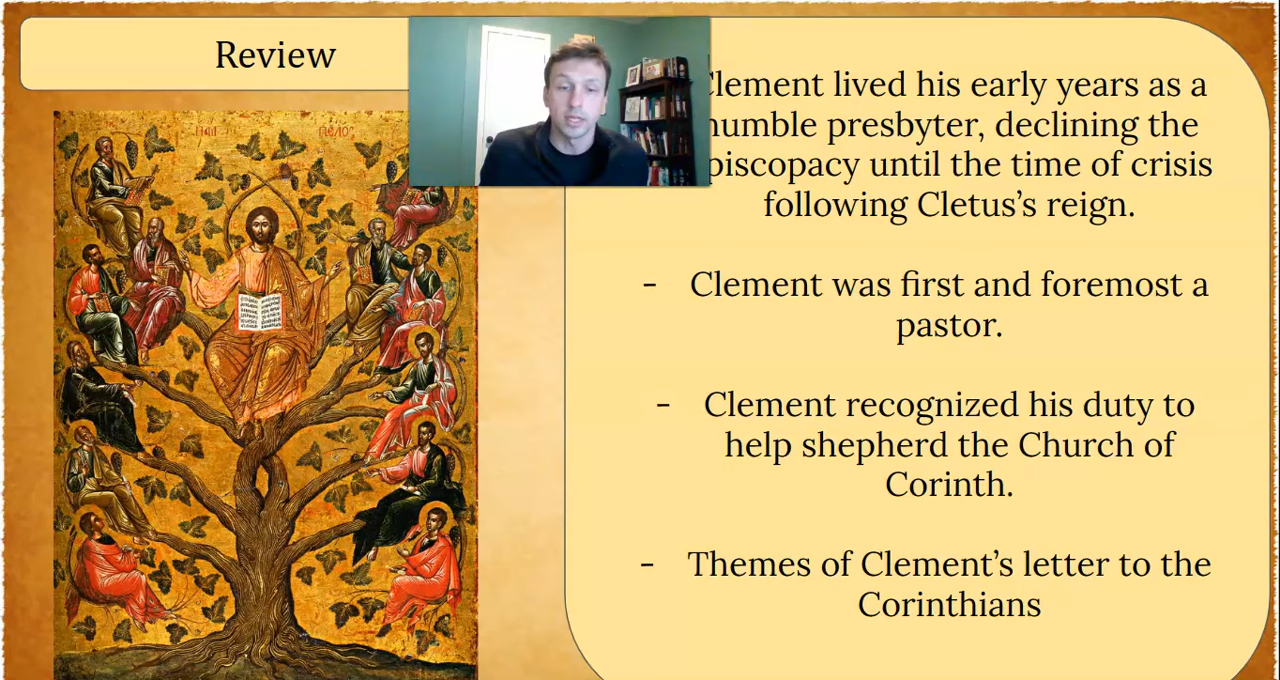 Review
Clement lived his early years as a
humble presbyter, declining the
episcopacy until the time of crisis
following Cletus’s reign.
- Clement was first and foremost a
pastor.
- Clement recognized his duty to
help shepherd the Church of
Corinth.
- Themes of Clement’s letter to the
Corinthians